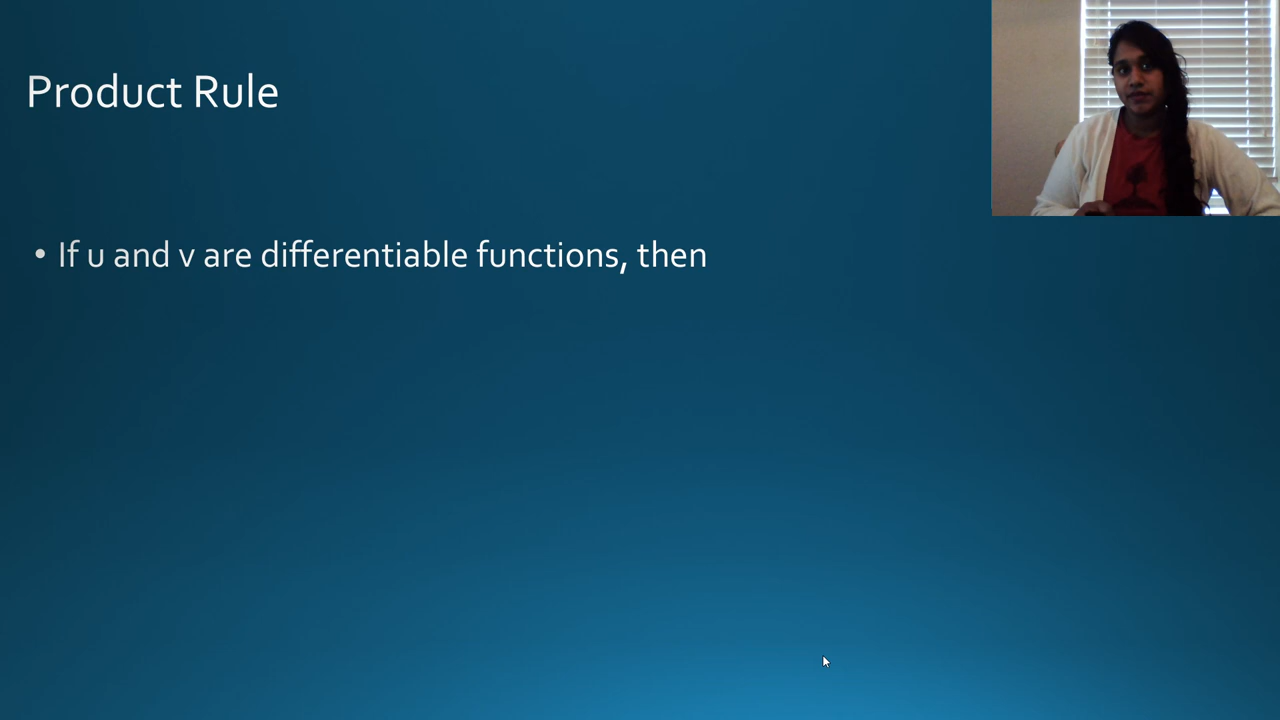 Product Rule
• If u and v are differentiable functions, then